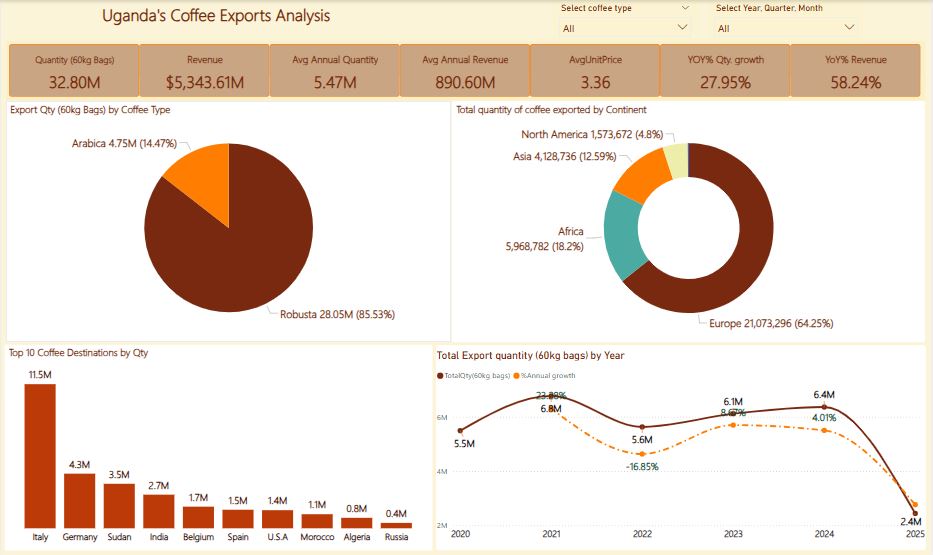 Uganda's Coffee Exports Analysis
Select coffee type
All
Select Year, Quarter, Month
All
Quantity (60kg Bags)
32.80M
Revenue
$5,343.61M
Avg Annual Quantity
5.47M
Avg Annual Revenue
890.60M
AvgUnitPrice
3.36
YOY% Qty. growth
27.95%
YoY% Revenue
58.24%
Export Qty (60kg Bags) by Coffee Type
Arabica 4.75M (14.47%)
Robusta 28.05M (85.53%)
Total quantity of coffee exported by Continent
North America 1,573,672 (4.8%)
Asia 4,128,736 (12.59%)
Africa
5,968,782 (18.2%)
Europe 21,073,296 (64.25%)
Top 10 Coffee Destinations by Qty
11.5M
4.3M
3.5M
2.7M
1.7M
1.5M
1.4M
1.1M
0.8M
0.4M
Italy Germany Sudan India Belgium Spain U.S.A Morocco Algeria Russia
Total Export quantity (60kg bags) by Year
TotalQty(60kg bags) %Annual growth
6M
4M
2M
5.5M
5.6M
-16.85%
6.1M
6.4M
4.01%
2.4M
2020 2021 2022 2023 2024 2025